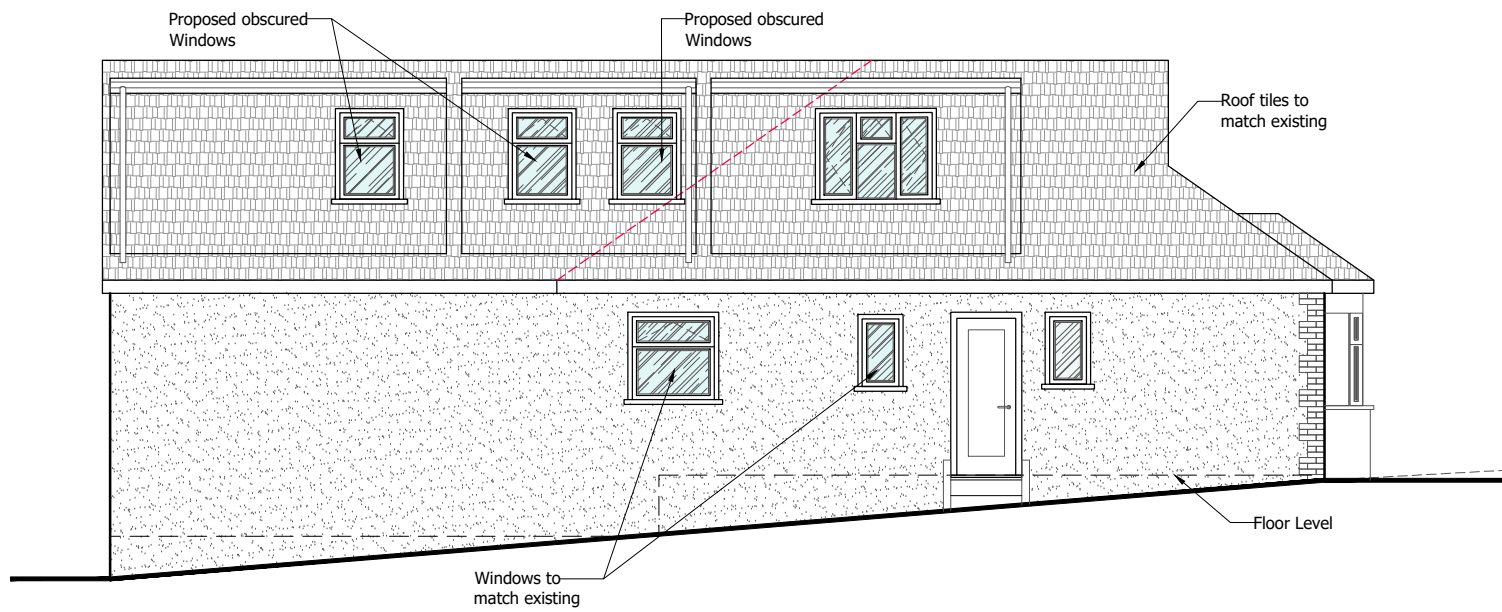 Proposed obscured
Windows
Proposed obscured
Windows
Roof tiles to
match existing
Floor Level
Windows to
match existing